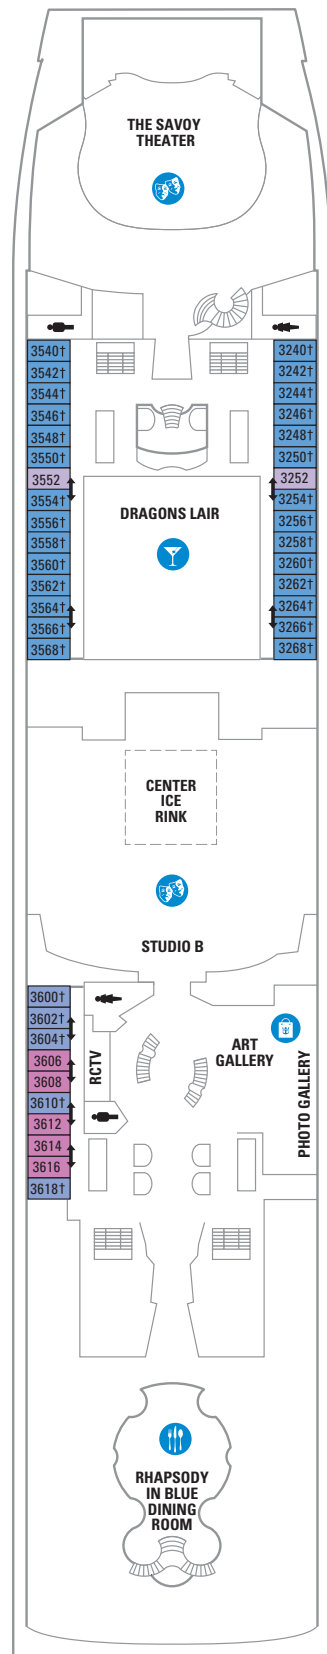 THE SAVOY
THEATER
3540†
3542†
3544†
3546†
3548†
3550†
3552
3554†
3556†
3558†
3560†
3562†
3564†
3566†
3568†
3240†
3242†
3244†
3246†
3248†
3250†
3252
3254†
3256†
3258†
3260†
3262†
3264†
3266†
3268†
DRAGONS LAIR
CENTER
ICE
RINK
STUDIO B
3600†
3602†
3604†
3606
3608
3610†
3612
3614
3616
3618†
RCTV
ART
GALLERY
PHOTO GALLERY
RHAPSODY
IN BLUE
DINING
ROOM